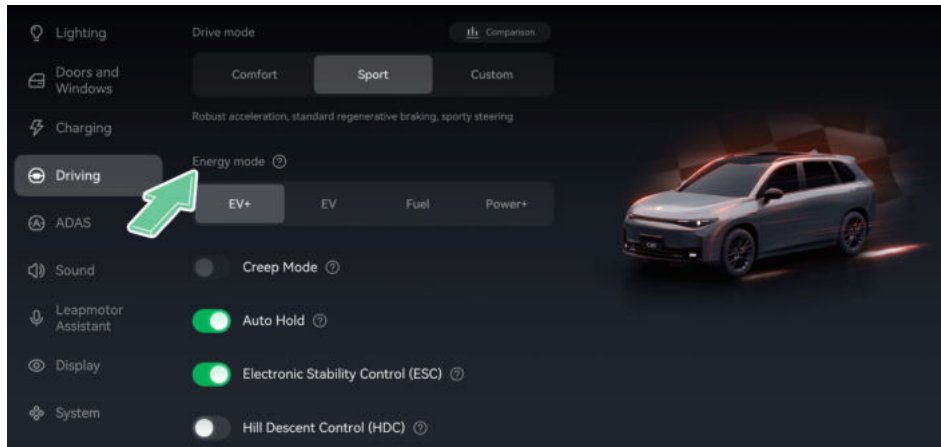 Lighting
Doors and
Windows
Charging
Driving
ADAS
Sound
Leapmotor
Assistant
Display
System
Drive mode
Comparison
Comfort
Sport
Custom
Robust acceleration, standard regenerative braking, sporty steering
Energy mode ?
EV+
EV
Fuel
Power+
Creep Mode ?
Auto Hold ?
Electronic Stability Control (ESC) ?
Hill Descent Control (HDC) ?